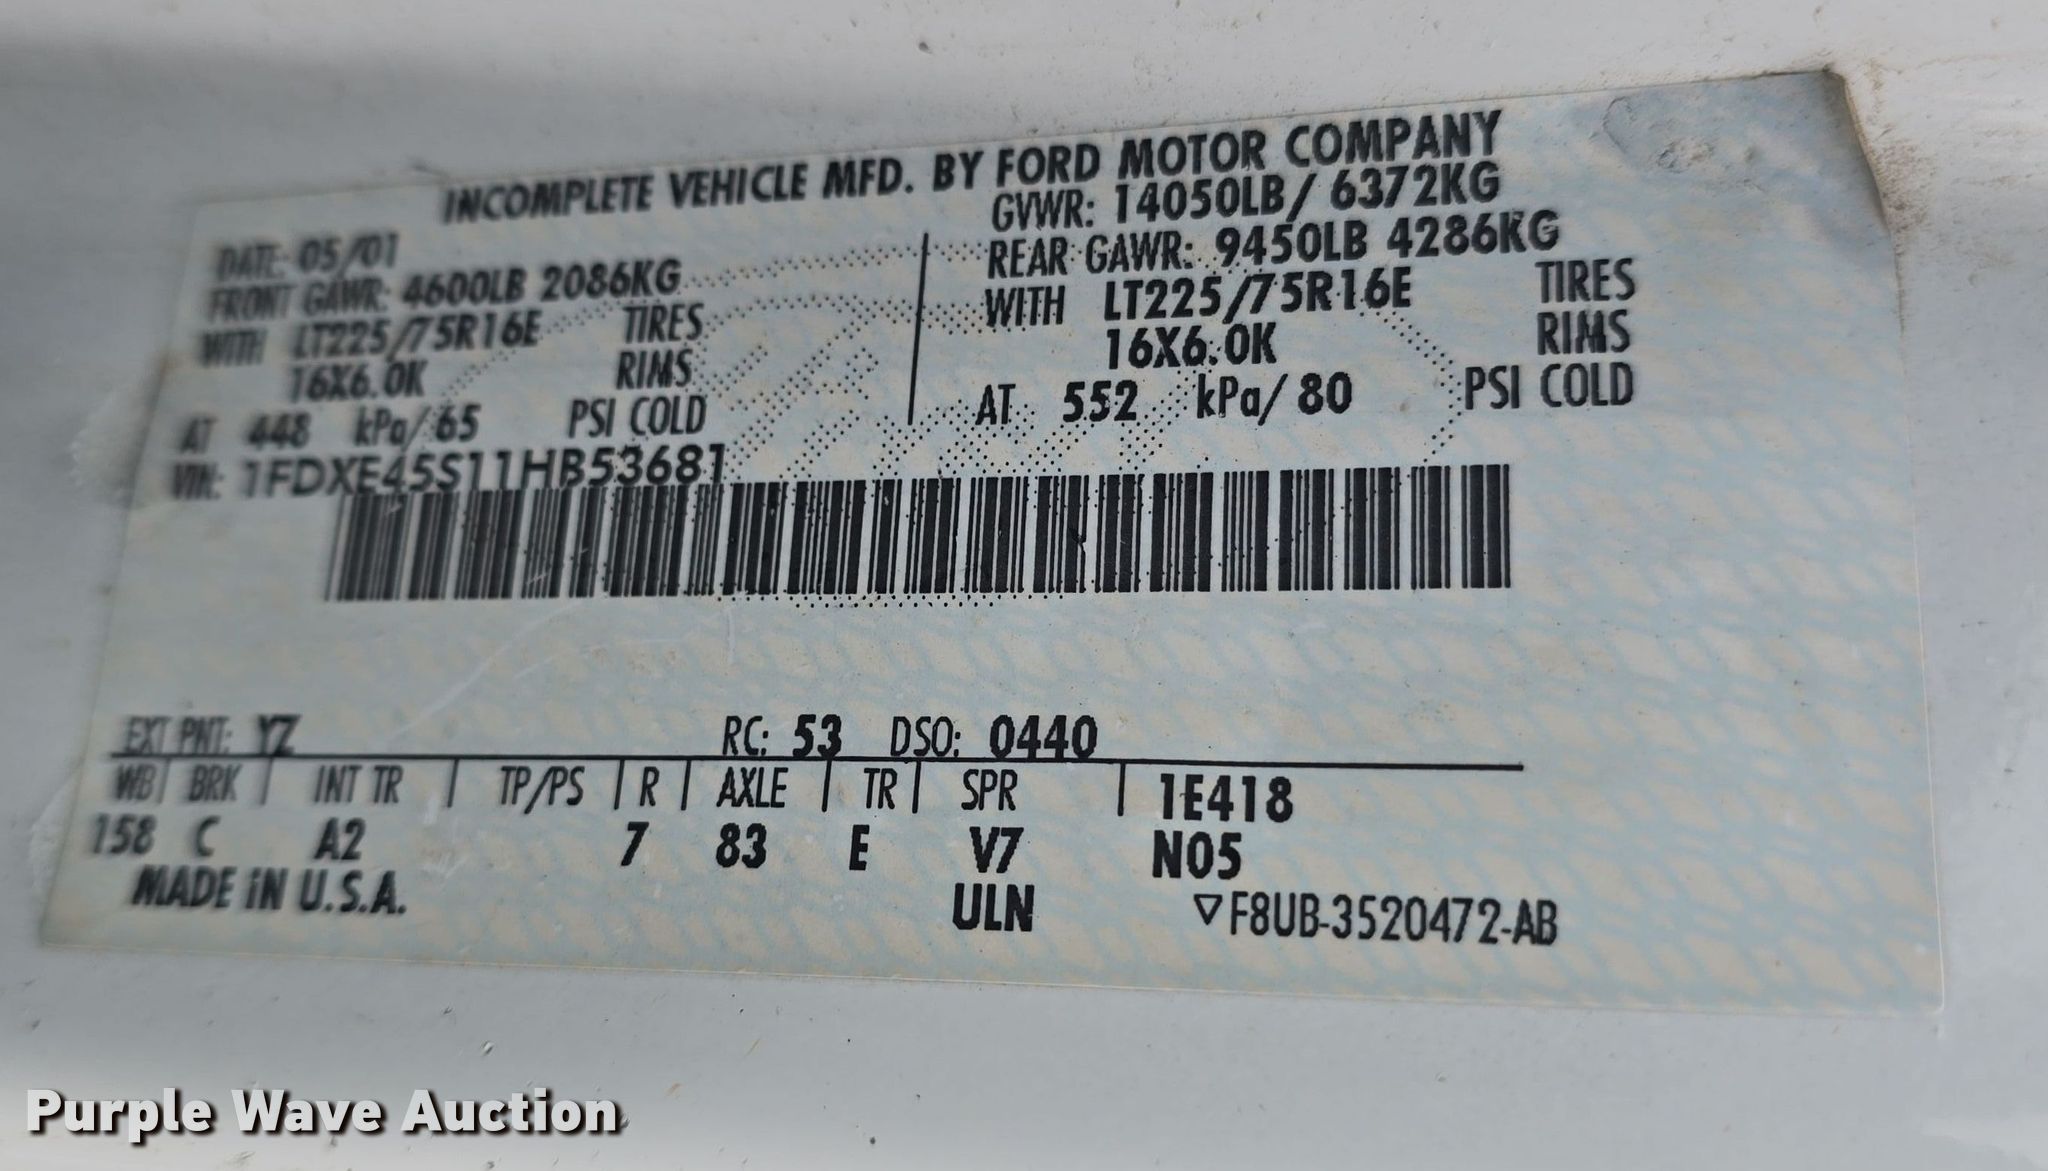 INCOMPLETE VEHICLE MFD. BY FORD MOTOR COMPANY
GVWR: 14050LB/ 6372KG
DATE: 05/01
FRONT GAWR: 4600LB 2086KG
WITH LT225/75R16E TIRES
16X6.0K RIMS
AT 448 kPa/ 65 PSI COLD
REAR GAWR: 9450LB 4286KG
WITH LT225/75R16E TIRES
16X6.0K RIMS
AT 552 kPa/ 80 PSI COLD
VIN: 1FDXE45S11HB53681
EXT PNT: YZ RC: 53 DSO: 0440
WB | BRK | INT TR | TP/PS | R | AXLE | TR | SPR | 1E418
158 C A2 7 83 E V7 N05
MADE IN U.S.A. ULN ▽F8UB-3520472-AB
Purple Wave Auction